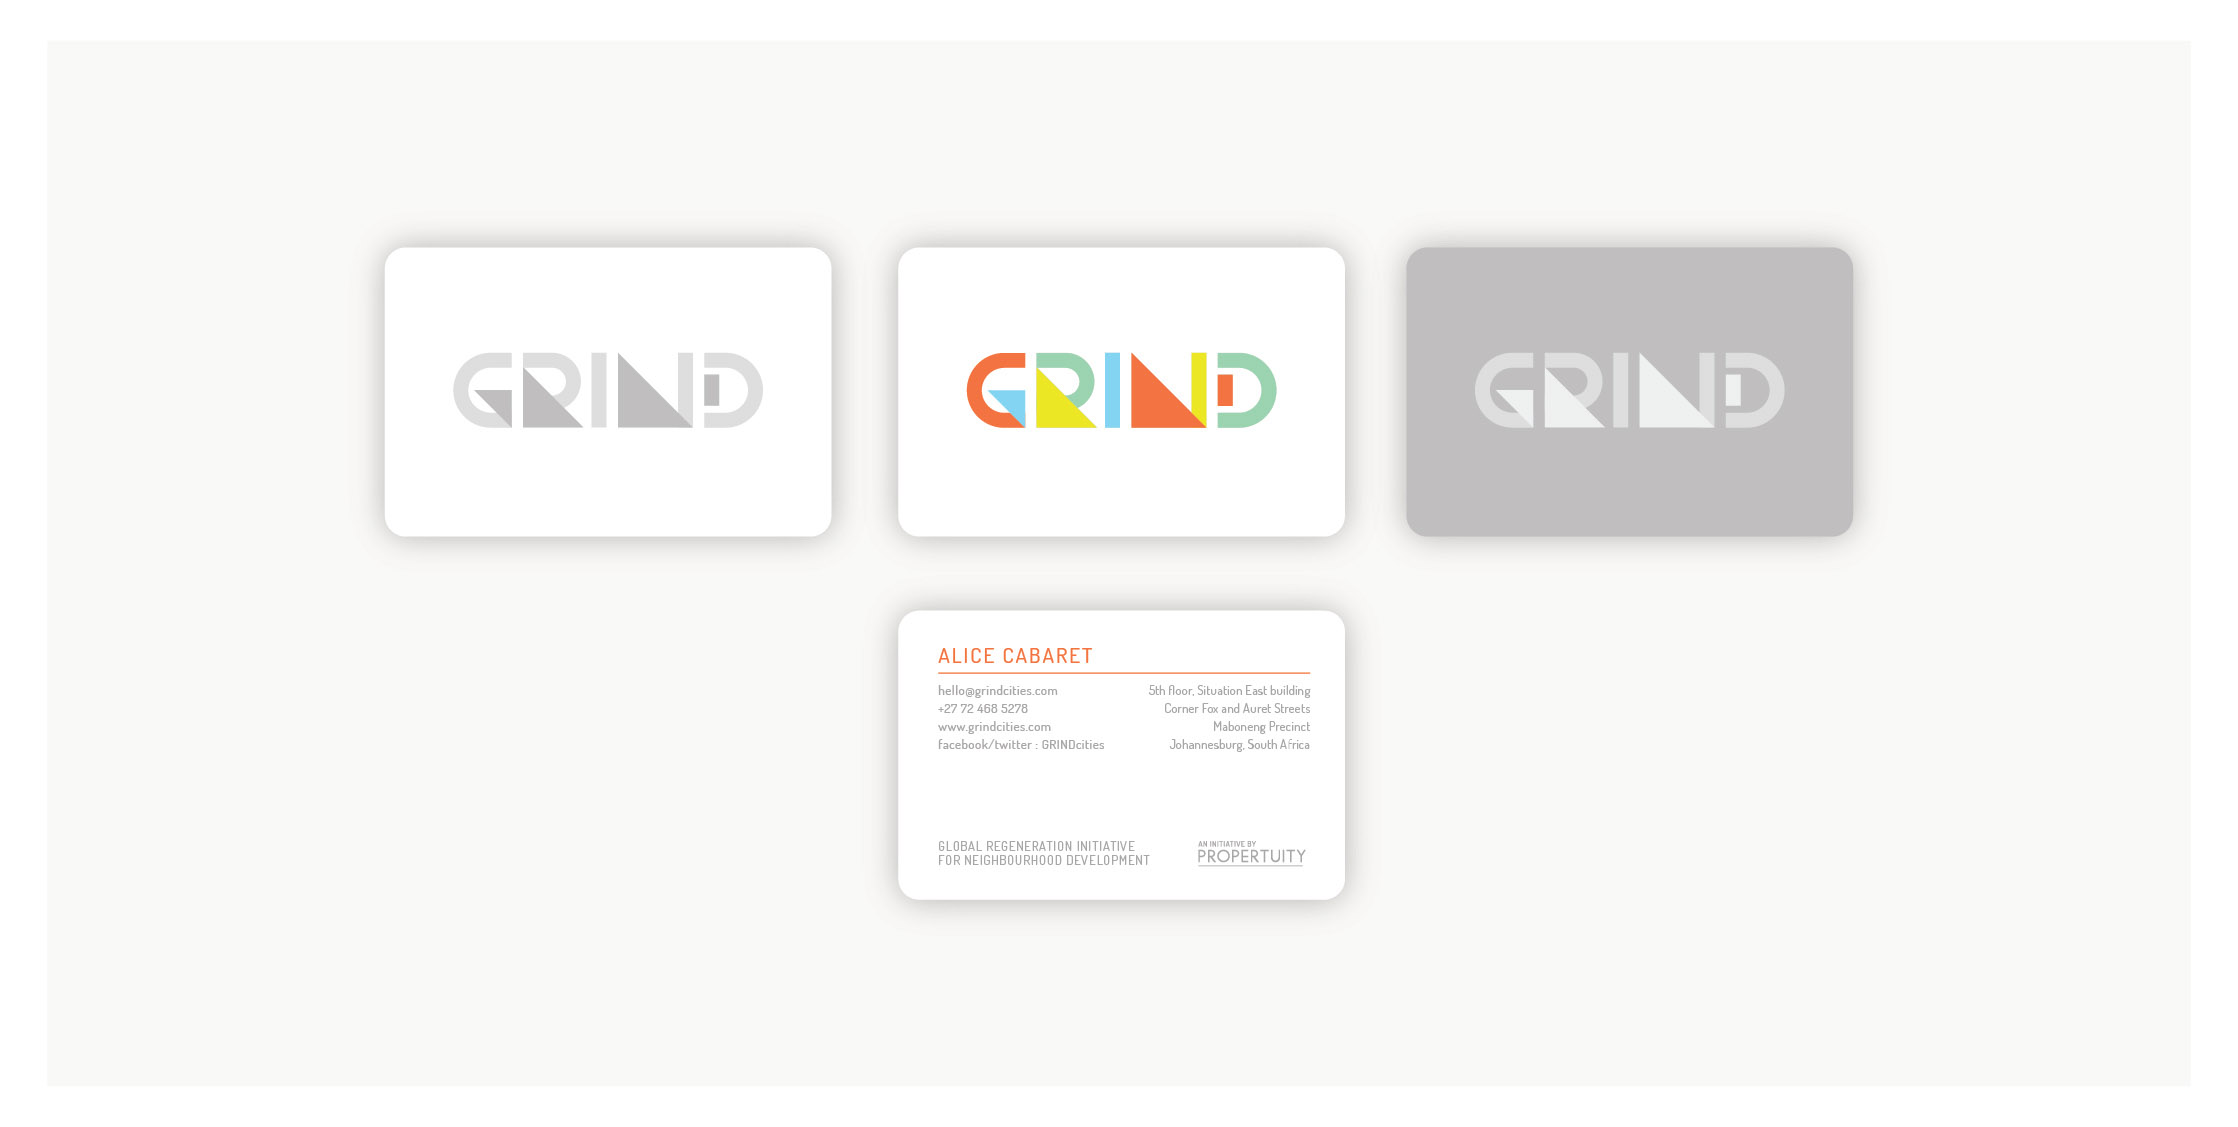 GRIND
GRIND
GRIND
ALICE CABARET
hello@grindcities.com
+27 72 468 5278
www.grindcities.com
facebook/twitter : GRINDcities
5th floor, Situation East building
Corner Fox and Auret Streets
Maboneng Precinct
Johannesburg, South Africa
GLOBAL REGENERATION INITIATIVE
FOR NEIGHBOURHOOD DEVELOPMENT
AN INITIATIVE BY
PROPERTUITY